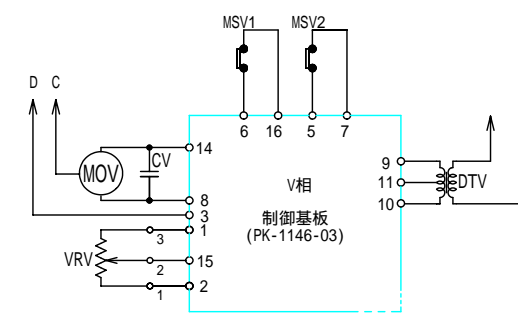 MSV1 MSV2
D C
6 16 5 7
14
MOV CV
9
V相
11 DTV
8
制御基板
3
10
(PK-1146-03)
1
3
VRV 15
2
2
1